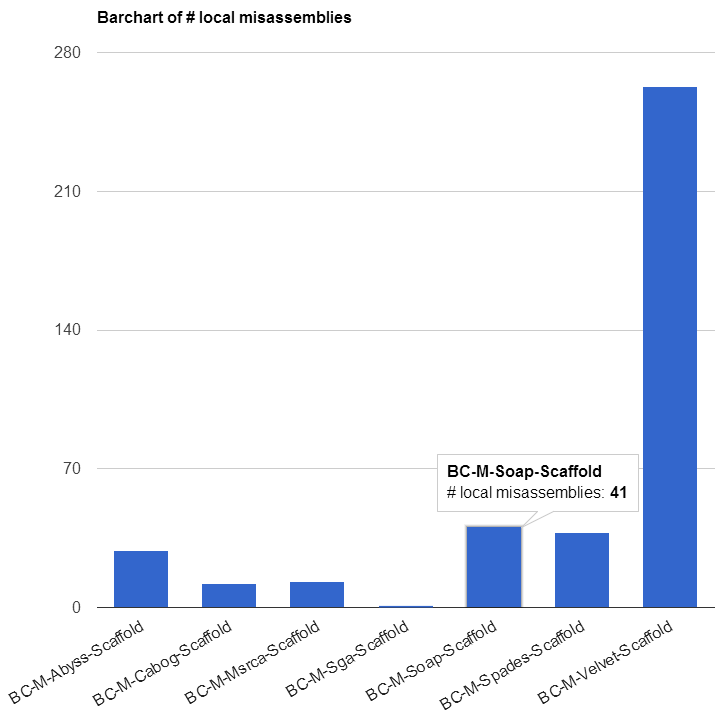 Barchart of # local misassemblies
280
210
140
70
0
BC-M-Soap-Scaffold
# local misassemblies: 41
BC-M-Abyss-Scaffold
BC-M-Cabog-Scaffold
BC-M-Msrca-Scaffold
BC-M-Sga-Scaffold
BC-M-Soap-Scaffold
BC-M-Spades-Scaffold
BC-M-Velvet-Scaffold